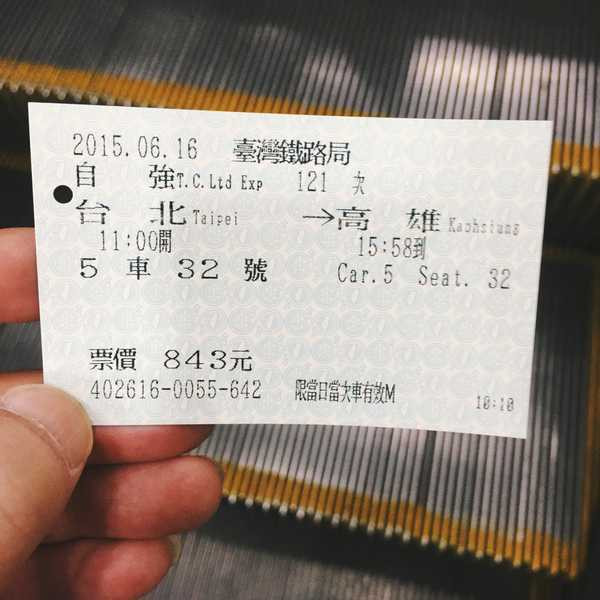 2015.06.16 臺灣鐵路局
自強T.C.Ltd Exp 121 次
台北Taipei →高雄Kaohsiung
11:00開 15:58到
5 車 32 號 Car.5 Seat. 32
票價 843元
402616-0055-642 限當日當次車有效M 10:10